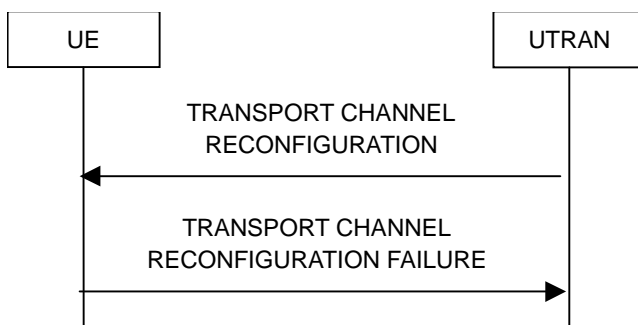 UE
UTRAN
TRANSPORT CHANNEL
RECONFIGURATION
TRANSPORT CHANNEL
RECONFIGURATION FAILURE